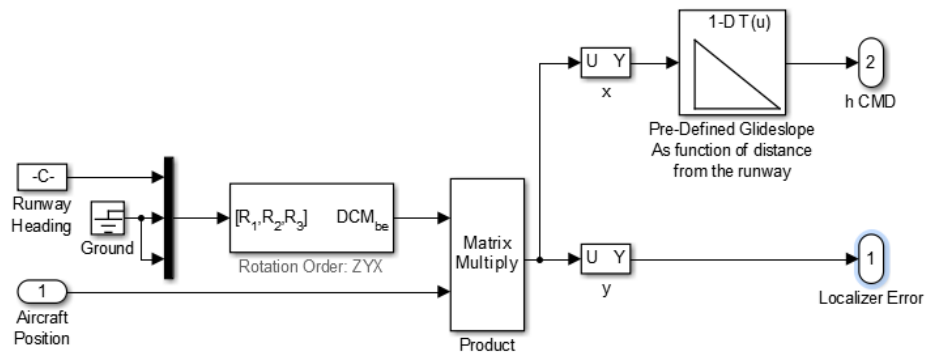 1-D T(u)
U Y
x
2
h CMD
Pre-Defined Glideslope
As function of distance
from the runway
-C-
Runway
Heading
Ground
[R1,R2,R3] DCMbe
Rotation Order: ZYX
Matrix
Multiply
Product
U Y
y
1
Localizer Error
1
Aircraft
Position